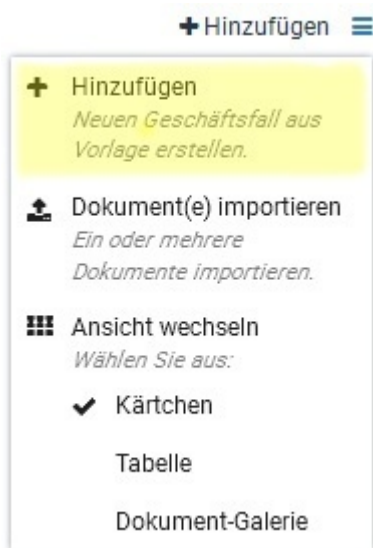 Hinzufügen
Hinzufügen
Neuen Geschäftsfall aus
Vorlage erstellen.
Dokument(e) importieren
Ein oder mehrere
Dokumente importieren.
Ansicht wechseln
Wählen Sie aus:
Kärtchen
Tabelle
Dokument-Galerie